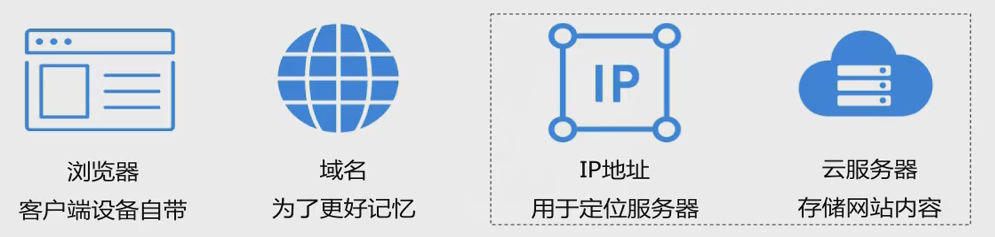 浏览器
客户端设备自带
域名
为了更好记忆
IP
IP地址
用于定位服务器
云服务器
存储网站内容